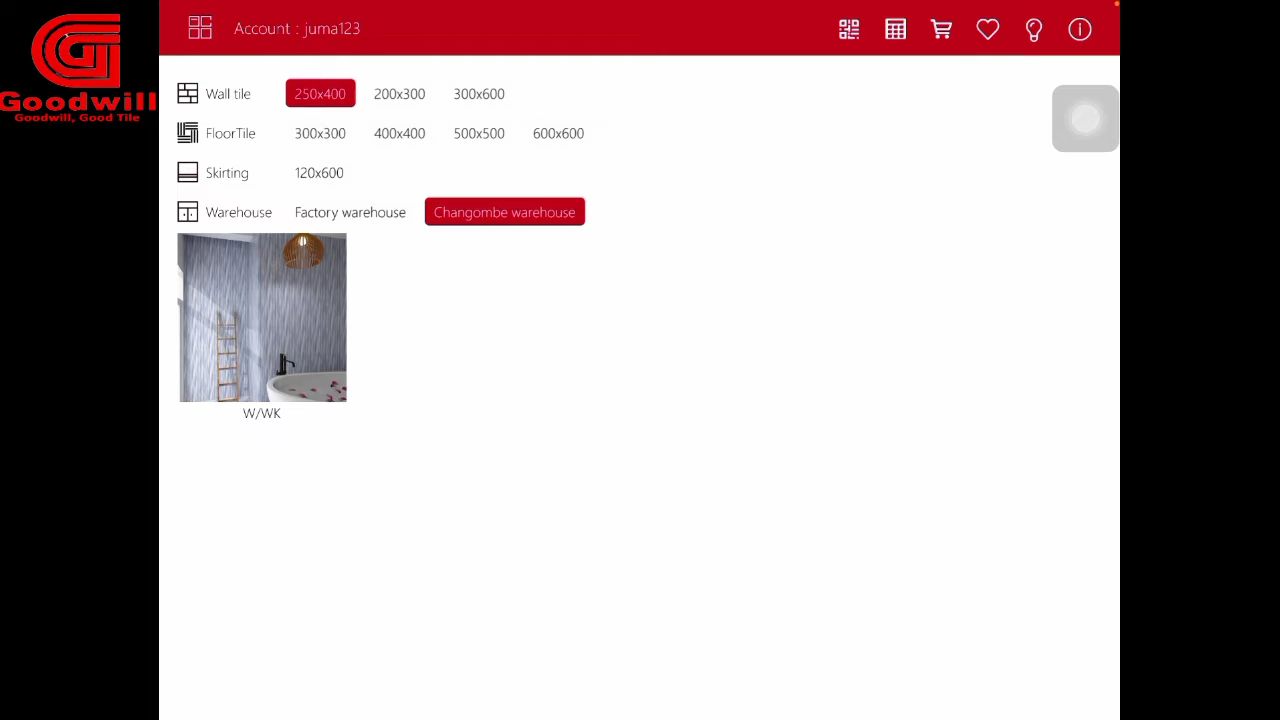 Goodwill
Goodwill, Good Tile
Account : juma123
Wall tile 250x400 200x300 300x600
FloorTile 300x300 400x400 500x500 600x600
Skirting 120x600
Warehouse Factory warehouse Changombe warehouse
W/WK